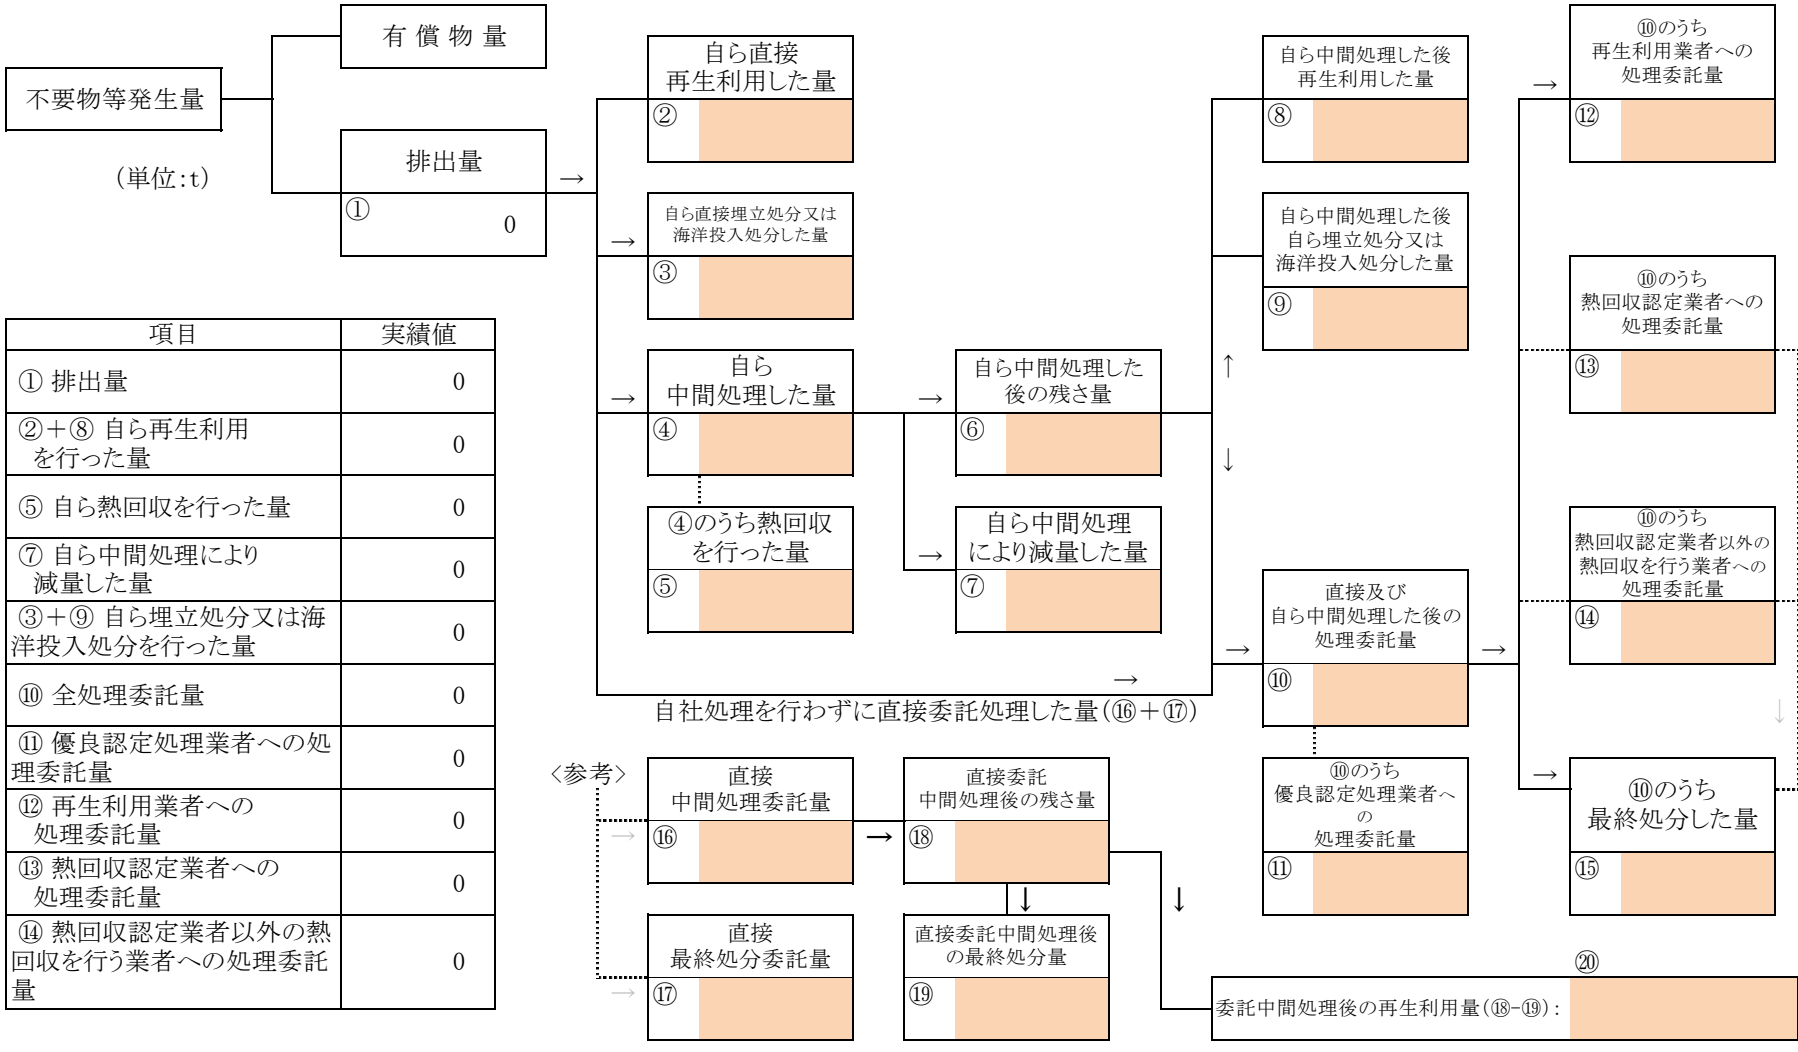 不要物等発生量
(単位:t)
有償物量
排出量
①
0
→
自ら直接
再生利用した量
②
→
自ら直接埋立処分又は
海洋投入処分した量
③
→
自ら
中間処理した量
④
④のうち熱回収
を行った量
⑤
→
自ら中間処理した
後の残さ量
⑥
→
自ら中間処理
により減量した量
⑦
自ら中間処理した後
再生利用した量
⑧
自ら中間処理した後
自ら埋立処分又は
海洋投入処分した量
⑨
↑
↓
→
自社処理を行わずに直接委託処理した量(⑯+⑰)
→
直接及び
自ら中間処理した後の
処理委託量
⑩
⑩のうち
優良認定処理業者へ
の
処理委託量
⑪
→
→
⑩のうち
再生利用業者への
処理委託量
⑫
⑩のうち
熱回収認定業者への
処理委託量
⑬
⑩のうち
熱回収認定業者以外の
熱回収を行う業者への
処理委託量
⑭
↓
→
⑩のうち
最終処分した量
⑮
項目 実績値
① 排出量 0
②+⑧ 自ら再生利用
を行った量 0
⑤ 自ら熱回収を行った量 0
⑦ 自ら中間処理により
減量した量 0
③+⑨ 自ら埋立処分又は海
洋投入処分を行った量 0
⑩ 全処理委託量 0
⑪ 優良認定処理業者への処
理委託量 0
⑫ 再生利用業者への
処理委託量 0
⑬ 熱回収認定業者への
処理委託量 0
⑭ 熱回収認定業者以外の熱
回収を行う業者への処理委託
量 0
<参考>
→
直接
中間処理委託量
⑯
→
直接
最終処分委託量
⑰
→
直接委託
中間処理後の残さ量
⑱
↓
直接委託中間処理後
の最終処分量
⑲
↓
⑳
委託中間処理後の再生利用量(⑱-⑲):